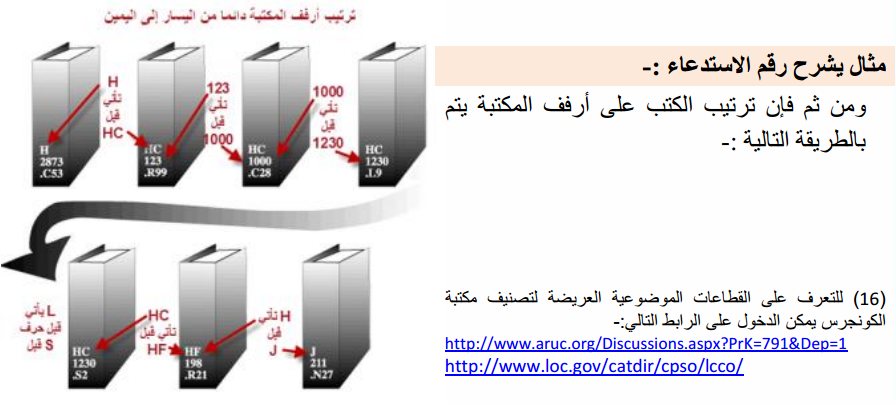 ترتيب أرفف المكتبة دائما من اليسار إلى اليمين
مثال يشرح رقم الاستدعاء :-
ومن ثم فإن ترتيب الكتب على أرفف المكتبة يتم
بالطريقة التالية :-
H
تأتي
قبل
HC
123
تأتي
قبل
1000
1000
تأتي
قبل
1230
H
2873
.C53
HC
123
.R99
HC
1000
.C28
HC
1230
.L9
L يأتي
قبل حرف
S قبل
HC
تأتي قبل
HF
H تأتي
قبل
J
HC
1230
.S2
HF
198
.R21
J
211
.N27
(16) للتعرف على القطاعات الموضوعية العريضة لتصنيف مكتبة
الكونجرس يمكن الدخول على الرابط التالي:-
http://www.aruc.org/Discussions.aspx?PrK=791&Dep=1
http://www.loc.gov/catdir/cpso/lcco/